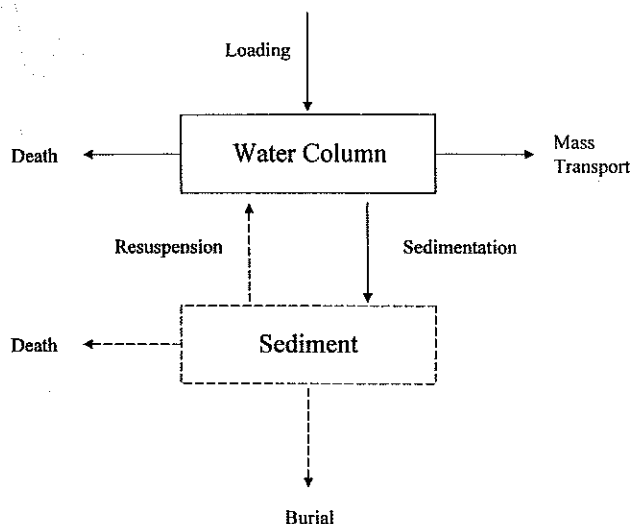 Loading
Death
Water Column
Mass
Transport
Resuspension
Sedimentation
Death
Sediment
Burial